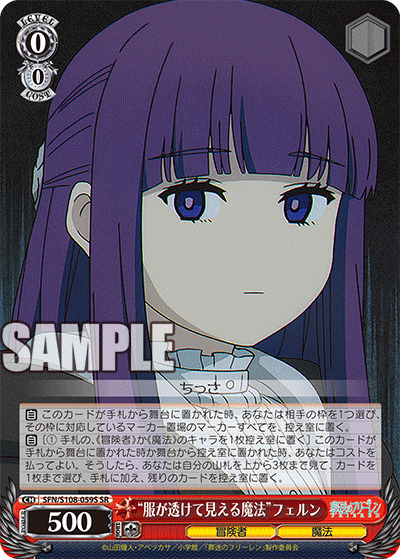 LEVEL
0
0
COST
SAMPLE
ちっさ
自 このカードが手札から舞台に置かれた時、あなたは相手の枠を1つ選び、
その枠に対応しているマーカー置場のマーカーすべてを、控え室に置く。
自 [① 手札の、《冒険者》か《魔法》のキャラを1枚控え室に置く] このカードが
手札から舞台に置かれた時か舞台から控え室に置かれた時、あなたはコストを
払ってよい。そうしたら、あなたは自分の山札を上から3枚まで見て、カードを
1枚まで選び、手札に加え、残りのカードを控え室に置く。
CH SFN/S108-059S SR
“服が透けて見える魔法”フェルン
葬送のフリーレン
POWER
500
冒険者
魔法
©山田鐘人・アベツカサ/小学館/「葬送のフリーレン」製作委員会